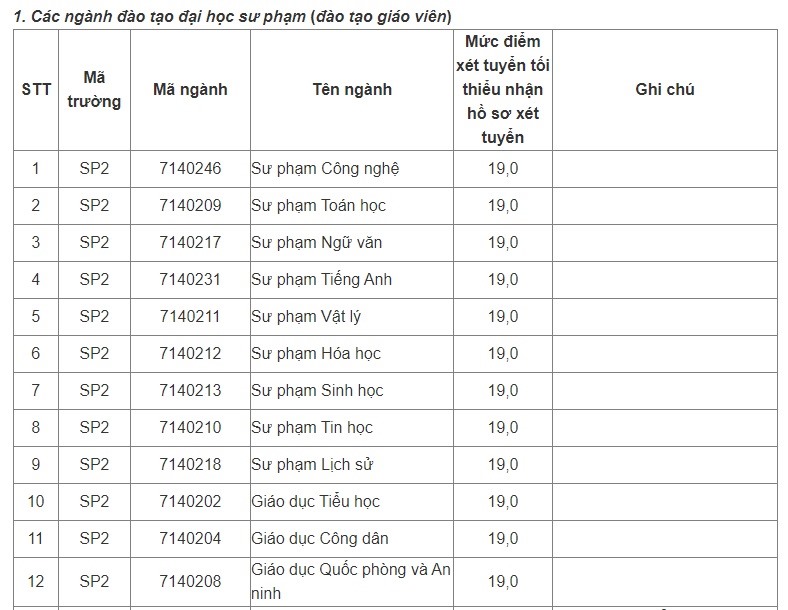 1. Các ngành đào tạo đại học sư phạm (đào tạo giáo viên)
STT Mã trường Mã ngành Tên ngành Mức điểm xét tuyển tối thiểu nhận hồ sơ xét tuyển Ghi chú
1 SP2 7140246 Sư phạm Công nghệ 19,0
2 SP2 7140209 Sư phạm Toán học 19,0
3 SP2 7140217 Sư phạm Ngữ văn 19,0
4 SP2 7140231 Sư phạm Tiếng Anh 19,0
5 SP2 7140211 Sư phạm Vật lý 19,0
6 SP2 7140212 Sư phạm Hóa học 19,0
7 SP2 7140213 Sư phạm Sinh học 19,0
8 SP2 7140210 Sư phạm Tin học 19,0
9 SP2 7140218 Sư phạm Lịch sử 19,0
10 SP2 7140202 Giáo dục Tiểu học 19,0
11 SP2 7140204 Giáo dục Công dân 19,0
12 SP2 7140208 Giáo dục Quốc phòng và An ninh 19,0